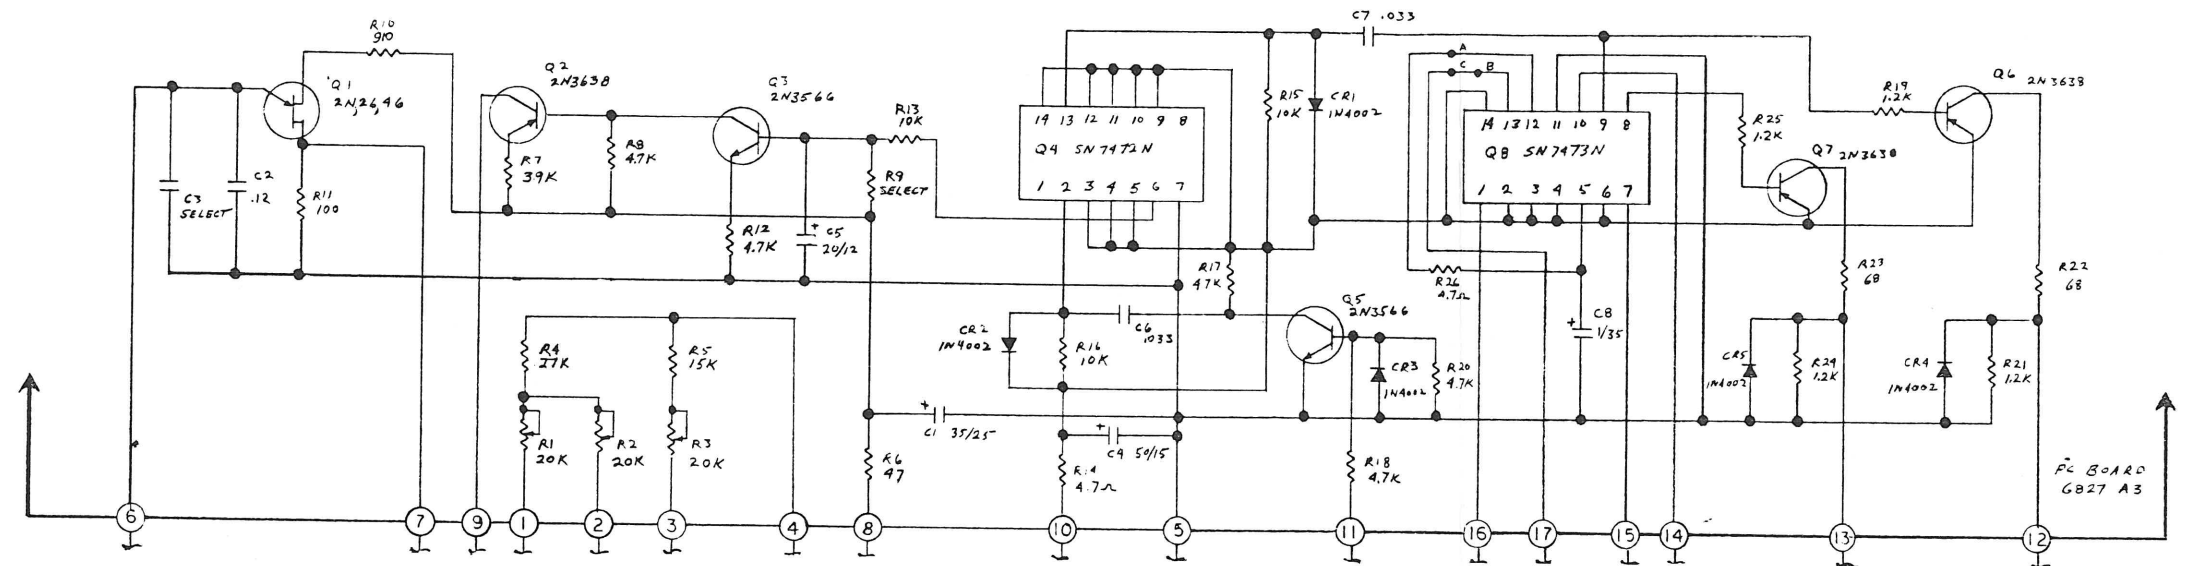 R10
910
Q1
2N,26,46
C3
SELECT
C2
.12
R11
100
Q2
2N3638
R7
39K
R8
4.7K
Q3
2N3566
R13
10K
R9
SELECT
R12
4.7K
C5
+
20/12
R4
27K
R5
15K
R1
20K
R2
20K
R3
20K
R6
47
+
C1 35/25
14 13 12 11 10 9 8
Q4 SN7472N
1 2 3 4 5 6 7
R15
10K
CR1
1N4002
C7 .033
R17
47K
CR2
1N4002
C6
.033
R16
10K
+
C4 50/15
R14
4.7Ω
Q5
2N3566
CR3
1N4002
R20
4.7K
R18
4.7K
A
C B
14 13 12 11 10 9 8
Q8 SN7473N
1 2 3 4 5 6 7
R26
4.7Ω
+
C8
1/35
R25
1.2K
Q7 2N3638
R19
1.2K
Q6 2N3638
R23
68
R22
68
CR5
1N4002
R24
1.2K
CR4
1N4002
R21
1.2K
PC BOARD
G827 A3
6 7 9 1 2 3 4 8 10 5 11 16 17 15 14 13 12